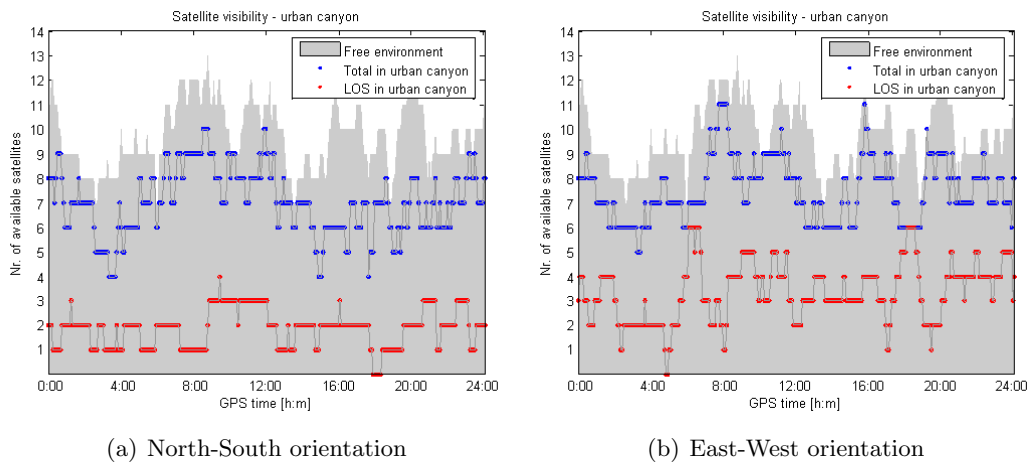 Satellite visibility - urban canyon
14
13
12
11
10
9
8
7
6
5
4
3
2
1
Nr. of available satellites
Free environment
Total in urban canyon
LOS in urban canyon
0:00 4:00 8:00 12:00 16:00 20:00 24:00
GPS time [h:m]
(a) North-South orientation
Satellite visibility - urban canyon
14
13
12
11
10
9
8
7
6
5
4
3
2
1
0
Nr. of available satellites
Free environment
Total in urban canyon
LOS in urban canyon
0:00 4:00 8:00 12:00 16:00 20:00 24:00
GPS time [h:m]
(b) East-West orientation